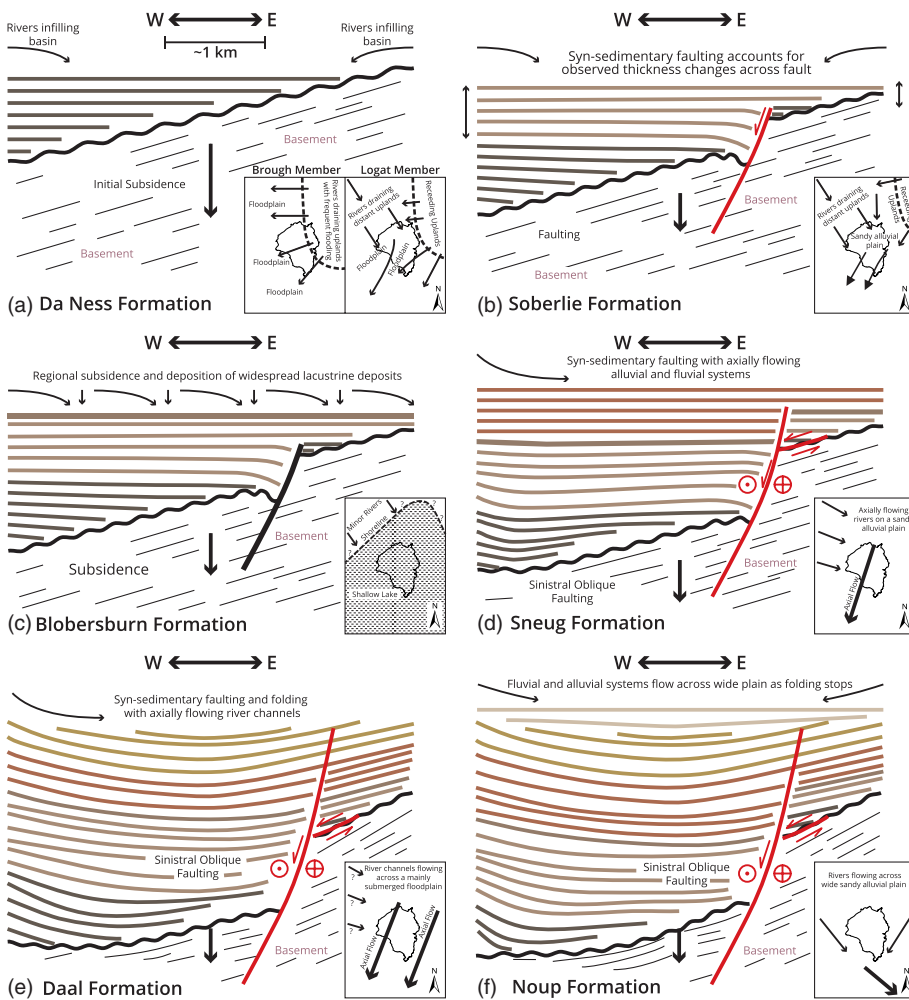 W E
Rivers infilling
basin
~1 km
Rivers infilling
basin
Basement
Initial Subsidence
Basement
Brough Member
Floodplain
Floodplain
Floodplain
Rivers draining uplands
with frequent flooding
Logat Member
Rivers draining
distant uplands
Receeding Uplands
Floodplain
Floodplain
N
(a) Da Ness Formation
W E
Syn-sedimentary faulting accounts for
observed thickness changes across fault
Basement
Faulting
Basement
Rivers draining
distant uplands
Receeding
Uplands
Sandy alluvial
plain
N
(b) Soberlie Formation
W E
Regional subsidence and deposition of widespread lacustrine deposits
Basement
Subsidence
Minor Rivers
Shoreline
?
?
?
?
Shallow Lake
N
(c) Blobersburn Formation
W E
Syn-sedimentary faulting with axially flowing
alluvial and fluvial systems
Basement
Sinistral Oblique
Faulting
Axially flowing
rivers on a sandy
alluvial plain
Axial Flow
N
(d) Sneug Formation
W E
Syn-sedimentary faulting and folding
with axially flowing river channels
Sinistral Oblique
Faulting
Basement
River channels flowing
across a mainly
submerged floodplain
?
?
?
Axial Flow
Axial Flow
N
(e) Daal Formation
W E
Fluvial and alluvial systems flow across wide plain as folding stops
Sinistral Oblique
Faulting
Basement
Rivers flowing across
wide sandy alluvial plain
N
(f) Noup Formation